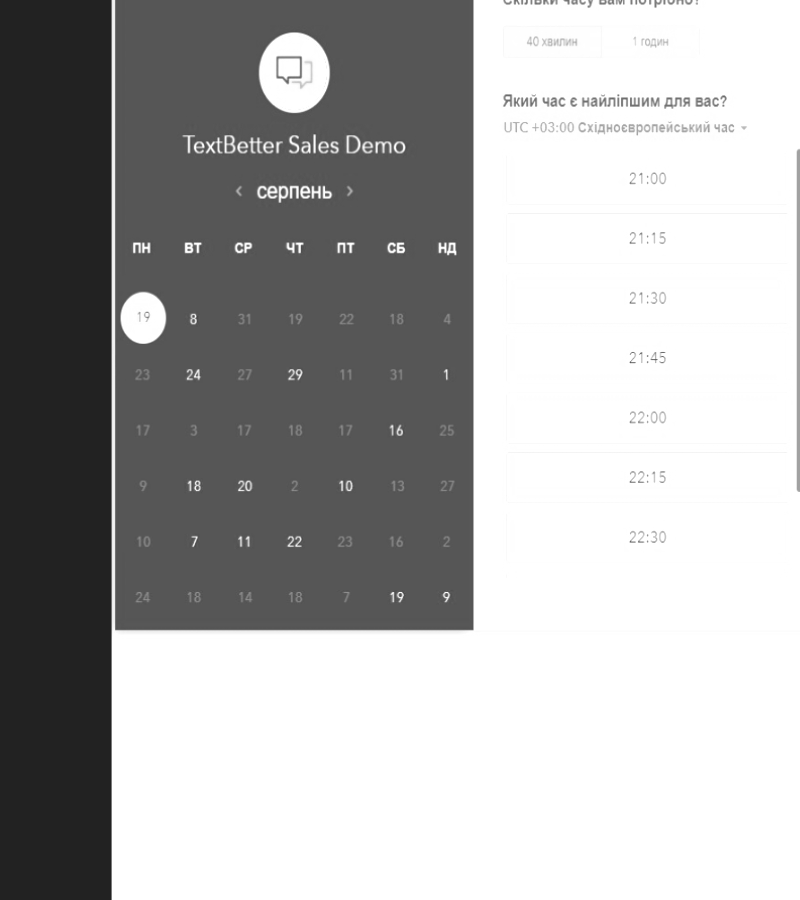 Скільки часу вам потрібно?
40 хвилин 1 годин
Який час є найліпшим для вас?
UTC +03:00 Східноєвропейський час
21:00
21:15
21:30
21:45
22:00
22:15
22:30
TextBetter Sales Demo
серпень
ПН ВТ СР ЧТ ПТ СБ НД
19 8 31 19 22 18 4
23 24 27 29 11 31 1
17 3 17 18 17 16 25
9 18 20 2 10 13 27
10 7 11 22 23 16 2
24 18 14 18 7 19 9